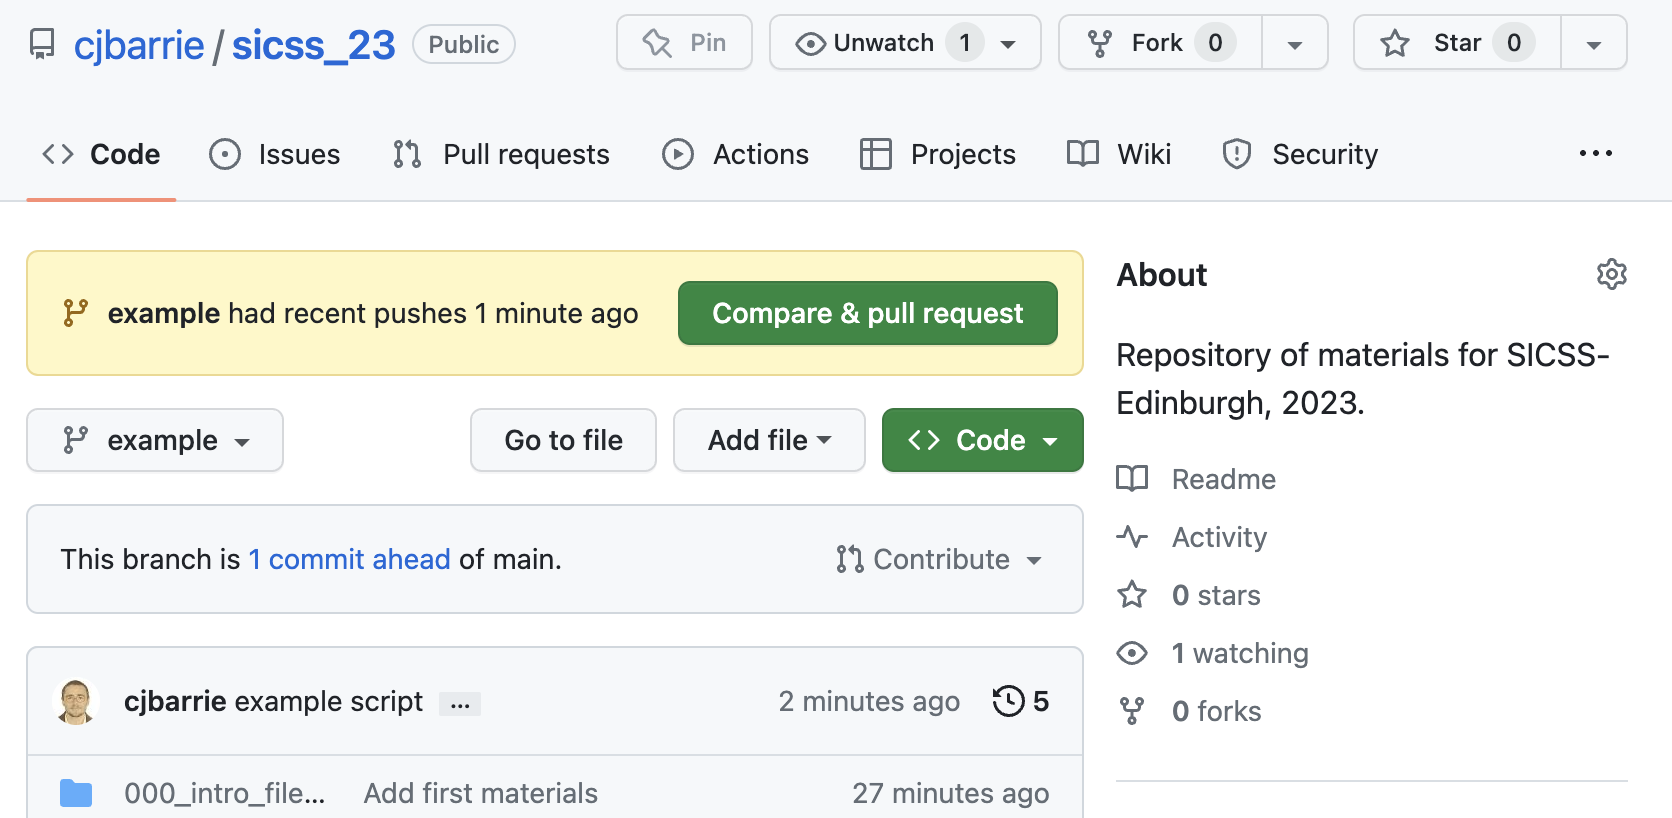 cjbarrie / sicss_23 Public Pin Unwatch 1 Fork 0 Star 0
Code Issues Pull requests Actions Projects Wiki Security ...
example had recent pushes 1 minute ago Compare & pull request
example Go to file Add file Code
This branch is 1 commit ahead of main. Contribute
cjbarrie example script ... 2 minutes ago 5
000_intro_file... Add first materials 27 minutes ago
About
Repository of materials for SICSS-
Edinburgh, 2023.
Readme
Activity
0 stars
1 watching
0 forks